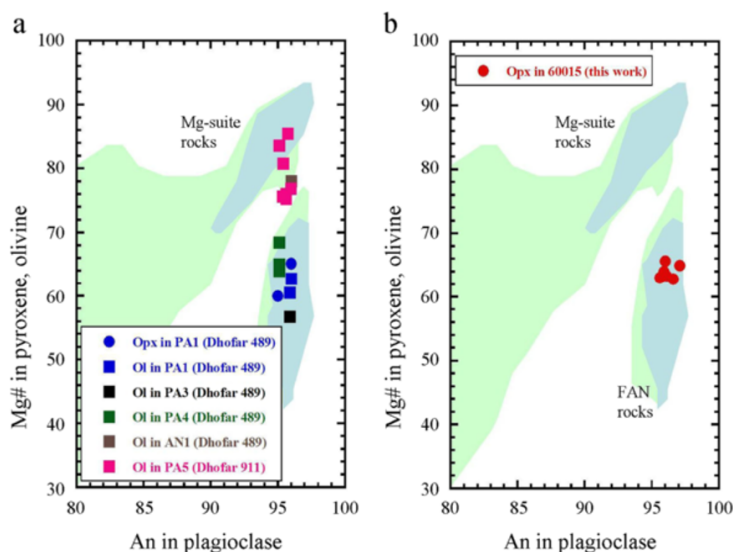 a
100
90
80
70
60
50
40
30
80
85
90
95
100
Mg# in pyroxene, olivine
An in plagioclase
Mg-suite
rocks
Opx in PA1 (Dhofar 489)
Ol in PA1 (Dhofar 489)
Ol in PA3 (Dhofar 489)
Ol in PA4 (Dhofar 489)
Ol in AN1 (Dhofar 489)
Ol in PA5 (Dhofar 911)
b
100
90
80
70
60
50
40
30
80
85
90
95
100
Mg# in pyroxene, olivine
An in plagioclase
Opx in 60015 (this work)
Mg-suite
rocks
FAN
rocks